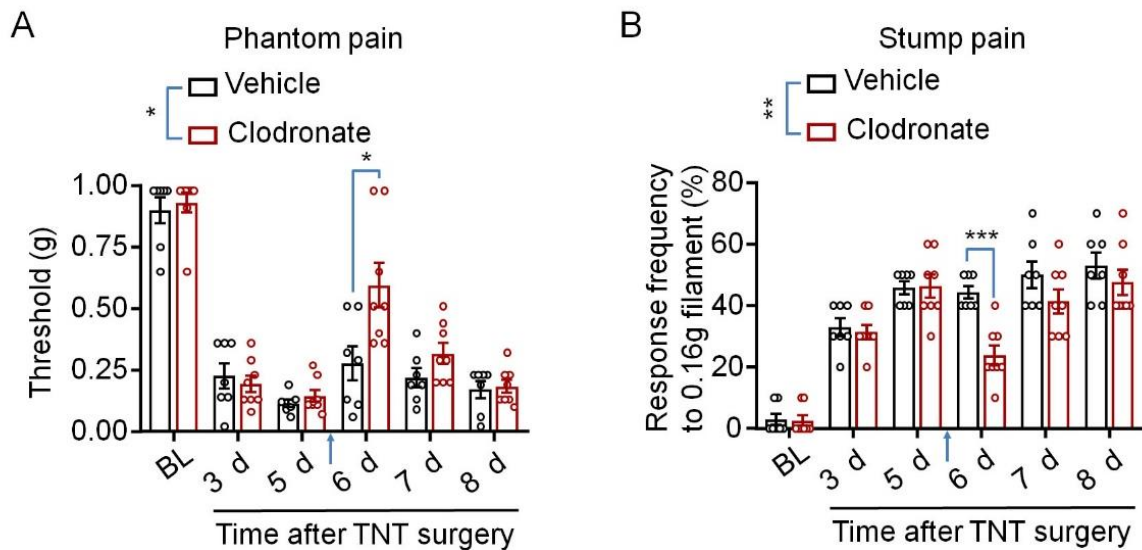 A
Phantom pain
* Vehicle
Clodronate
Threshold (g)
1.00
0.75
0.50
0.25
0.00
*
BL 3 d 5 d 6 d 7 d 8 d
Time after TNT surgery
B
Stump pain
** Vehicle
Clodronate
Response frequency
to 0.16g filament (%)
80
60
40
20
0
***
BL 3 d 5 d 6 d 7 d 8 d
Time after TNT surgery